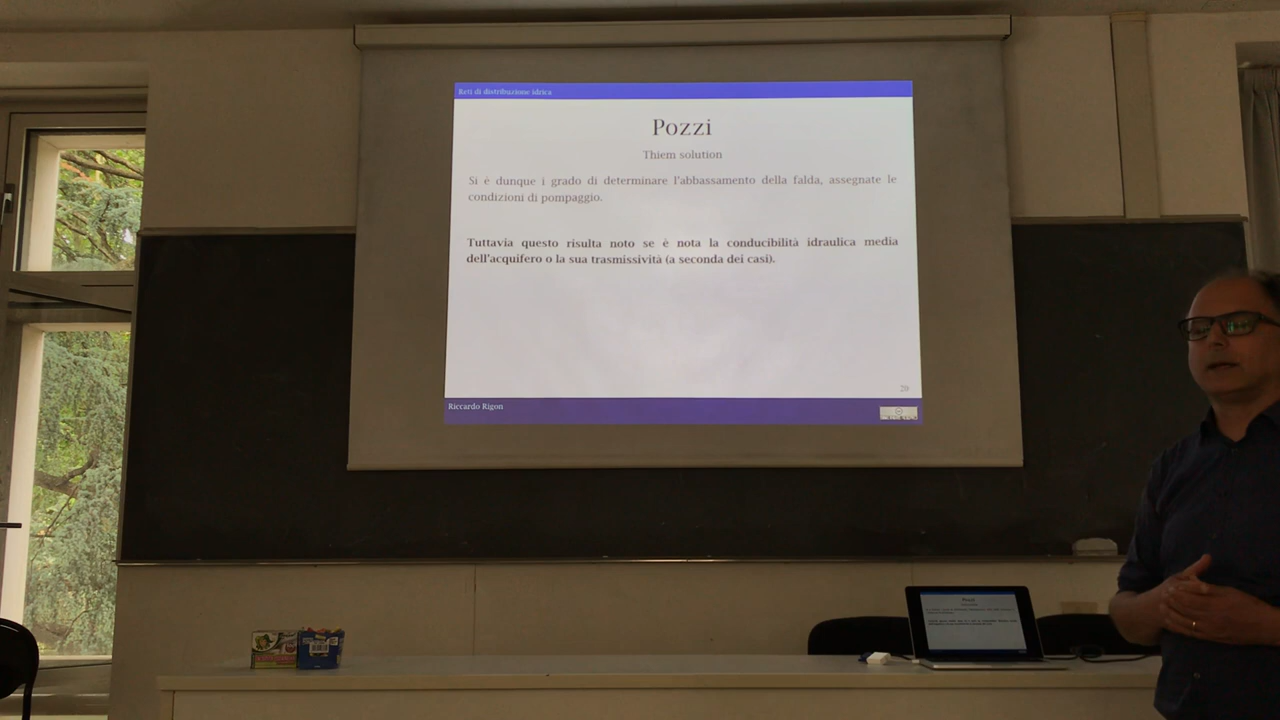 Reti di distribuzione idrica
Pozzi
Thiem solution
Si è dunque i grado di determinare l'abbassamento della falda, assegnate le
condizioni di pompaggio.
Tuttavia questo risulta noto se è nota la conducibilità idraulica media
dell'acquifero o la sua trasmissività (a seconda dei casi).
20
Riccardo Rigon
Pozzi